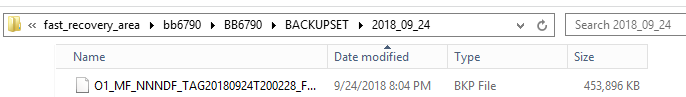 fast_recovery_area ▸ bb6790 ▸ BB6790 ▸ BACKUPSET ▸ 2018_09_24 Search 2018_09_24
Name Date modified Type Size
O1_MF_NNNDF_TAG20180924T200228_F... 9/24/2018 8:04 PM BKP File 453,896 KB